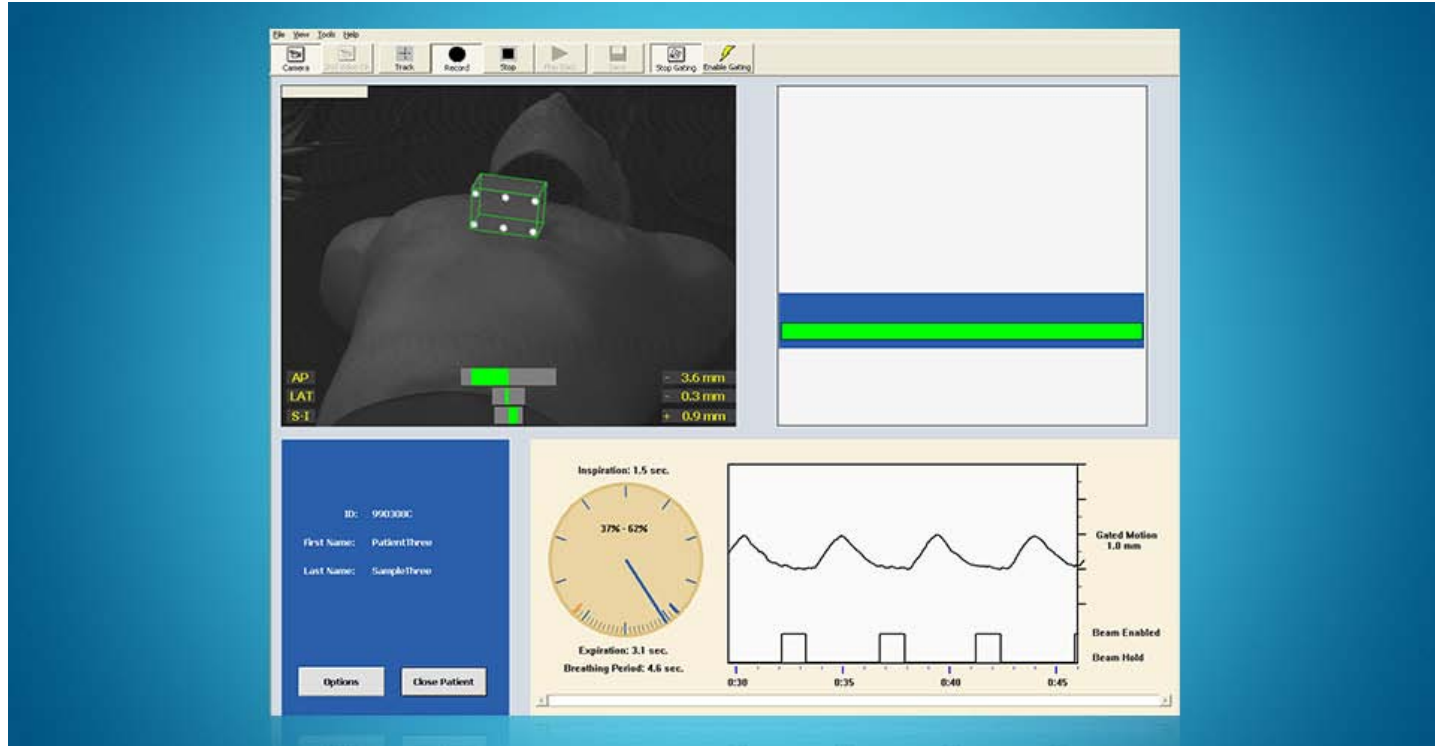 File View Tools Help
Camera
Track
Record
Stop
Stop Gating
Enable Gating
AP - 3.6 mm
LAT - 0.3 mm
S-I + 0.9 mm
ID: 990308C
First Name: PatientThree
Last Name: SampleThree
Options
Close Patient
Inspiration: 1.5 sec.
37% - 62%
Expiration: 3.1 sec.
Breathing Period: 4.6 sec.
Gated Motion
1.0 mm
Beam Enabled
Beam Hold
0:30 0:35 0:40 0:45